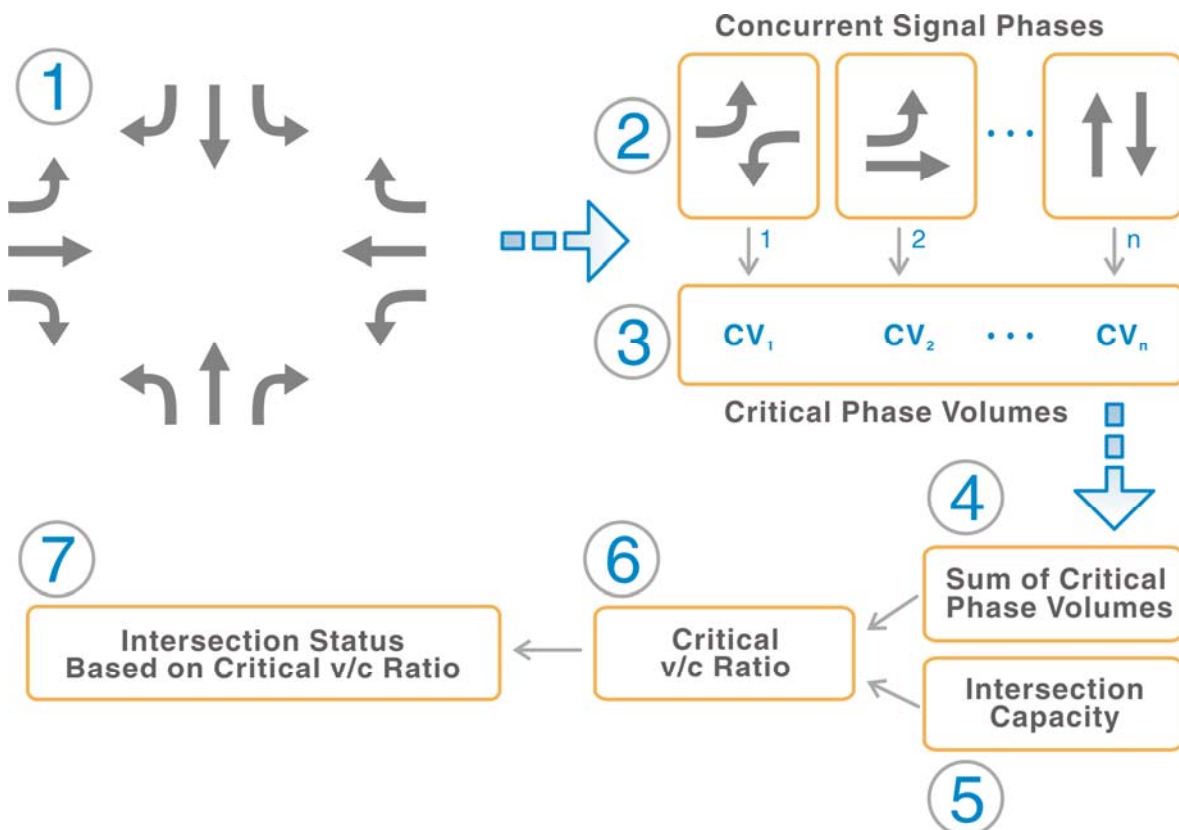 Concurrent Signal Phases
1
2
• • •
1
2
n
3
CV1
CV2
• • •
CVn
Critical Phase Volumes
4
7
6
Sum of Critical
Phase Volumes
Intersection Status
Based on Critical v/c Ratio
Critical
v/c Ratio
Intersection
Capacity
5